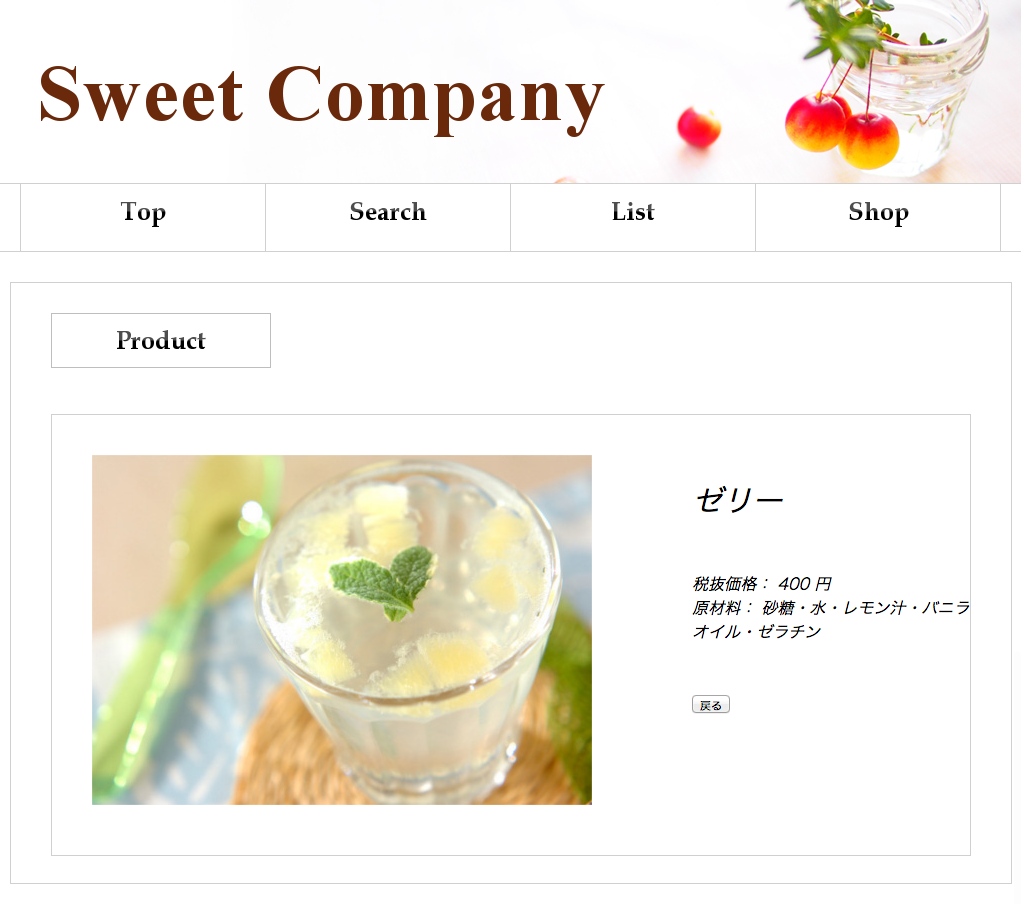 Sweet Company
Top
Search
List
Shop
Product
ゼリー
税抜価格： 400 円
原材料： 砂糖・水・レモン汁・バニラ
オイル・ゼラチン
戻る